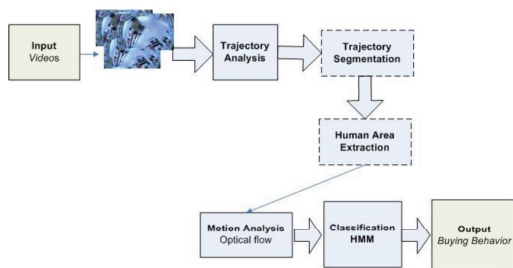 Input
Videos
Trajectory
Analysis
Trajectory
Segmentation
Human Area
Extraction
Motion Analysis
Optical flow
Classification
HMM
Output
Buying Behavior